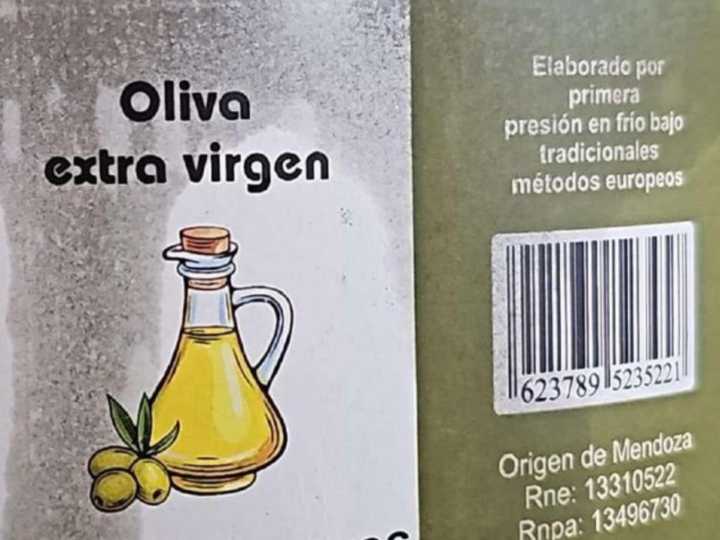 Oliva
extra virgen
Elaborado por
primera
presión en frío bajo
tradicionales
métodos europeos
623789 5235221
Origen de Mendoza
Rne: 13310522
Rnpa: 13496730